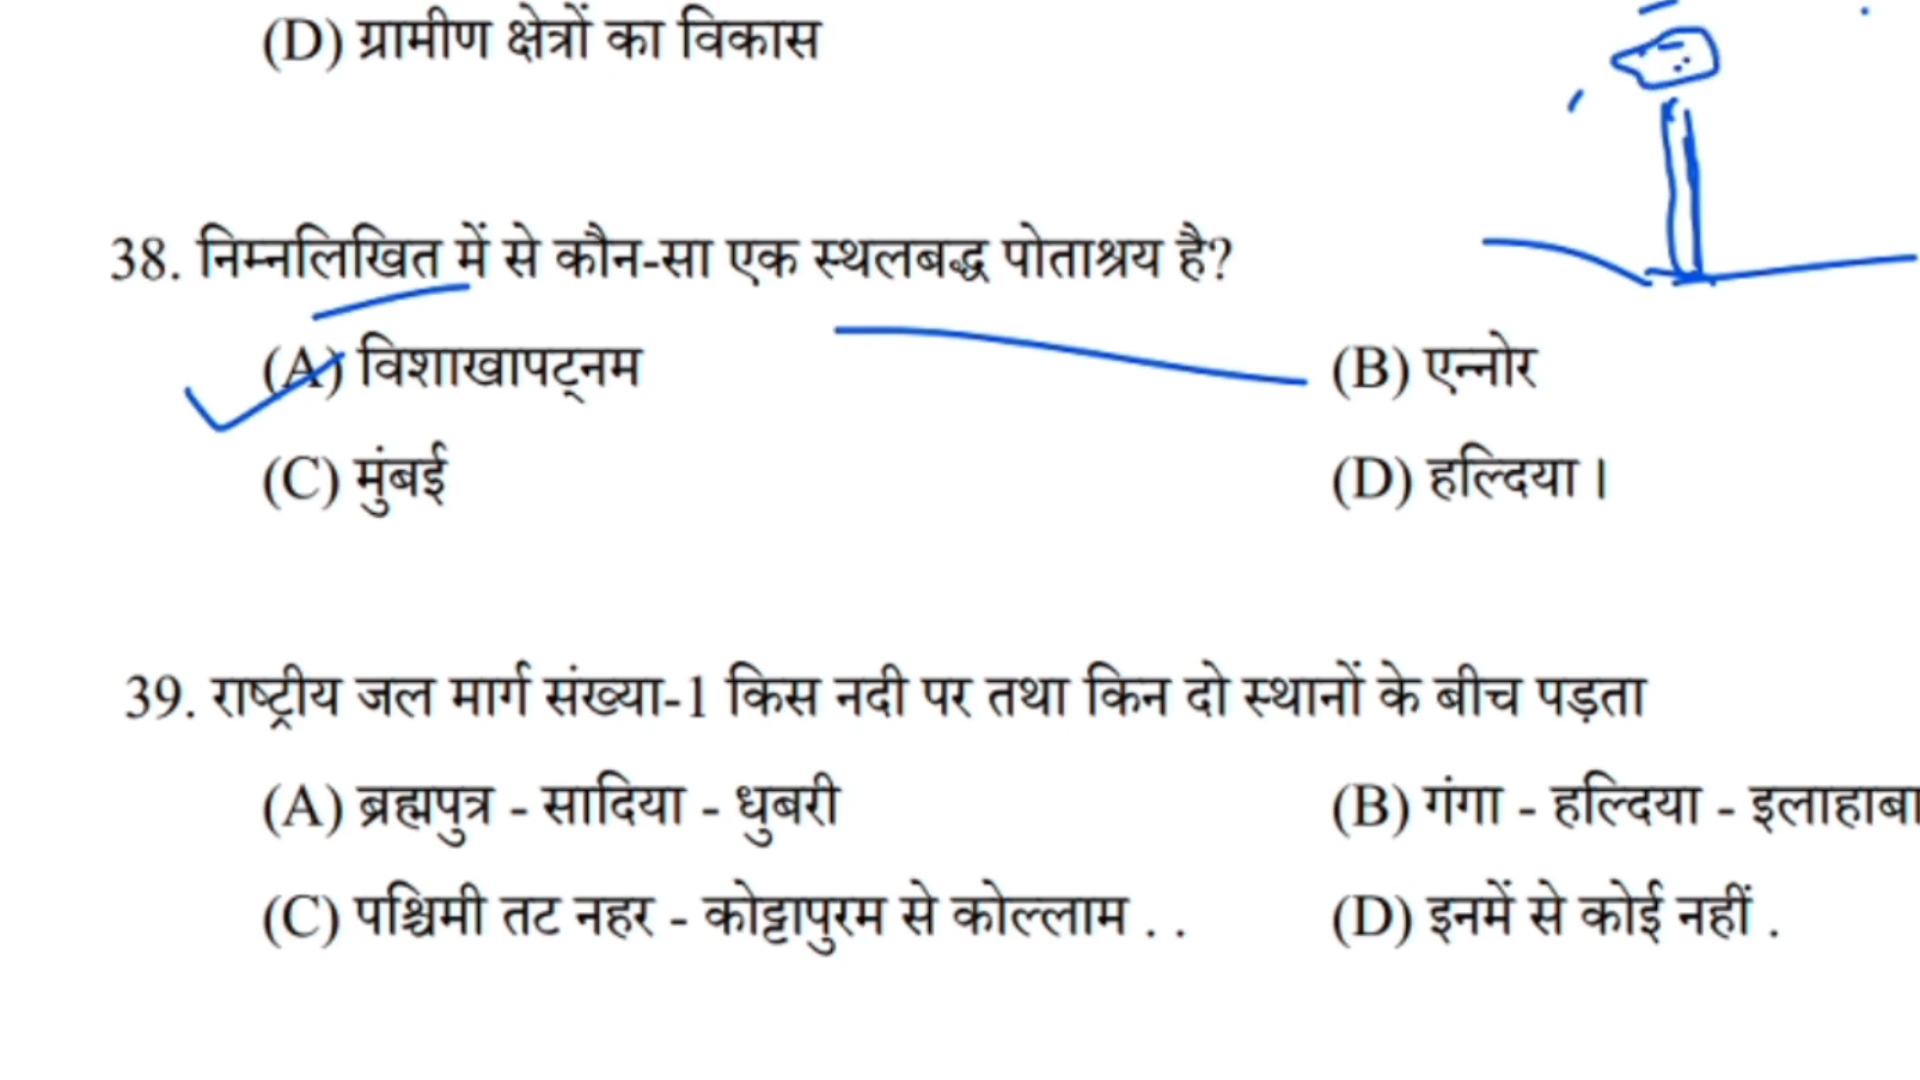 (D) ग्रामीण क्षेत्रों का विकास
38. निम्नलिखित में से कौन-सा एक स्थलबद्ध पोताश्रय है?
(A) विशाखापट्नम (B) एन्नोर
(C) मुंबई (D) हल्दिया।
39. राष्ट्रीय जल मार्ग संख्या-1 किस नदी पर तथा किन दो स्थानों के बीच पड़ता
(A) ब्रह्मपुत्र - सादिया - धुबरी (B) गंगा - हल्दिया - इलाहाबा
(C) पश्चिमी तट नहर - कोट्टापुरम से कोल्लाम . . (D) इनमें से कोई नहीं .